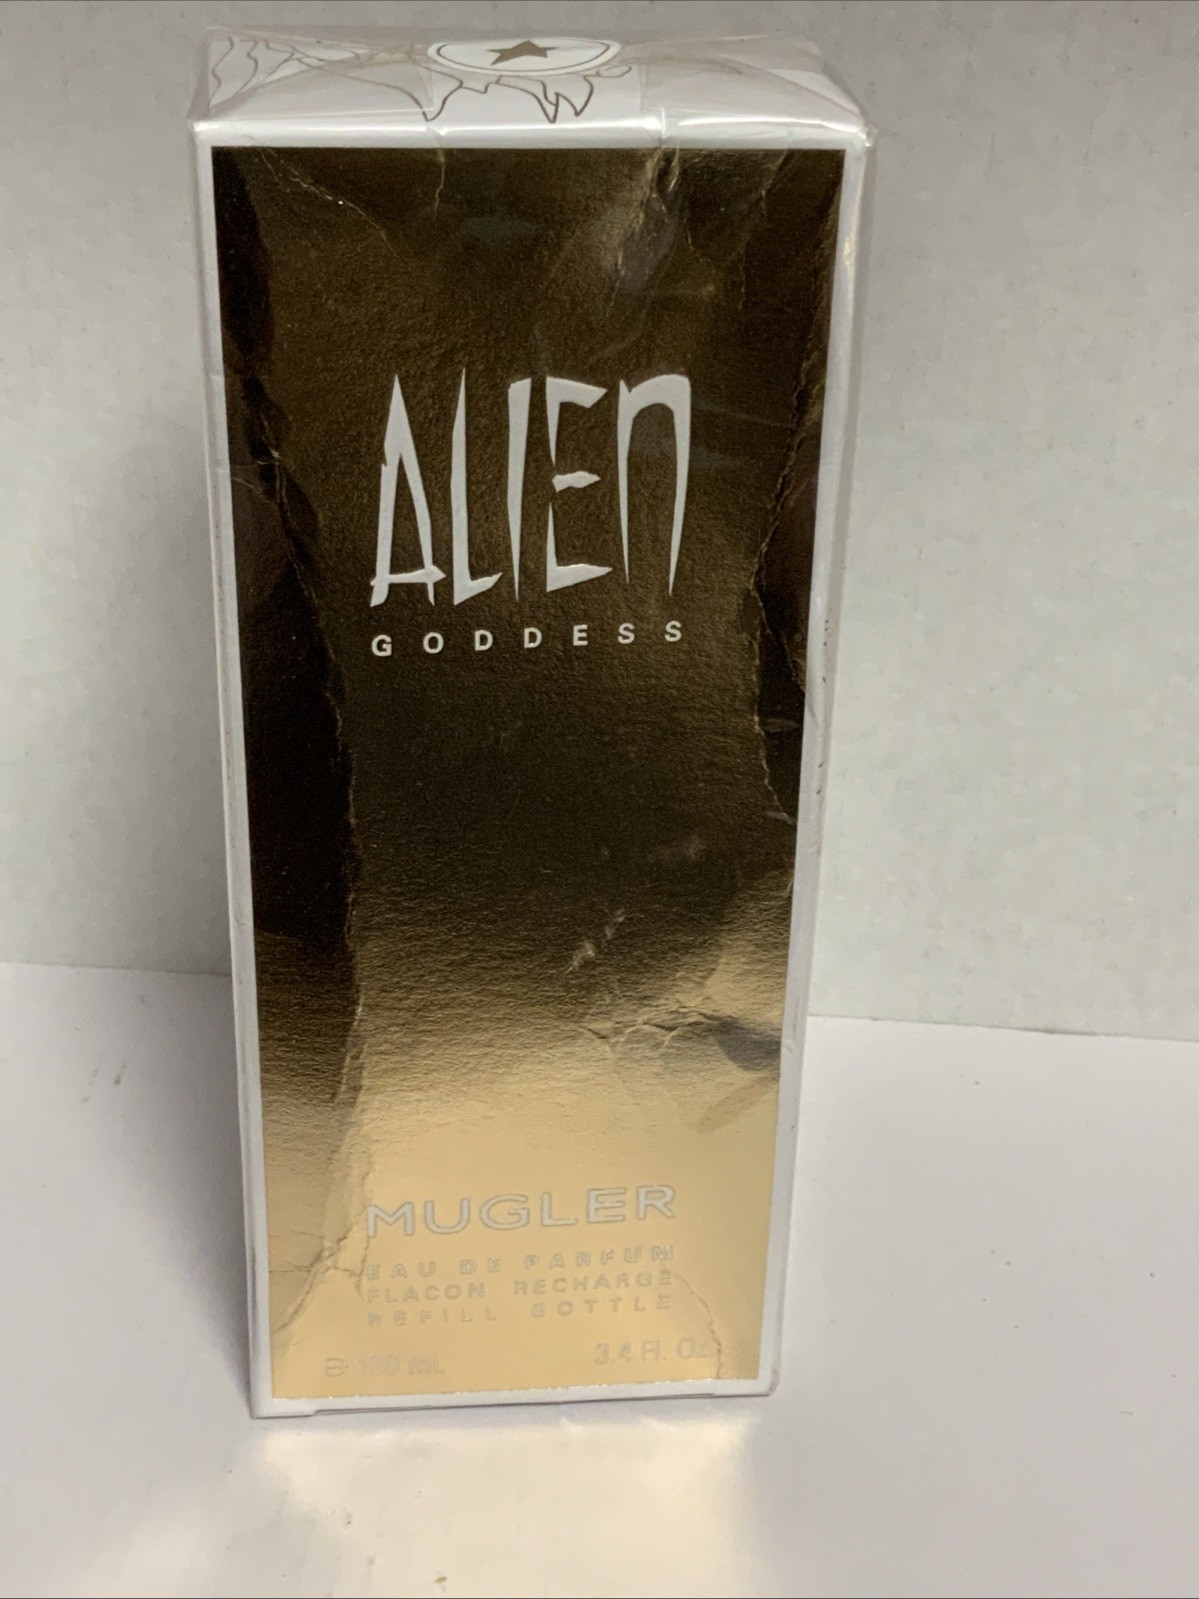 ALIEN
GODDESS
MUGLER
EAU DE PARFUM
FLACON RECHARGE
REFILL BOTTLE
℮ 100 mL 3.4 Fl. Oz.